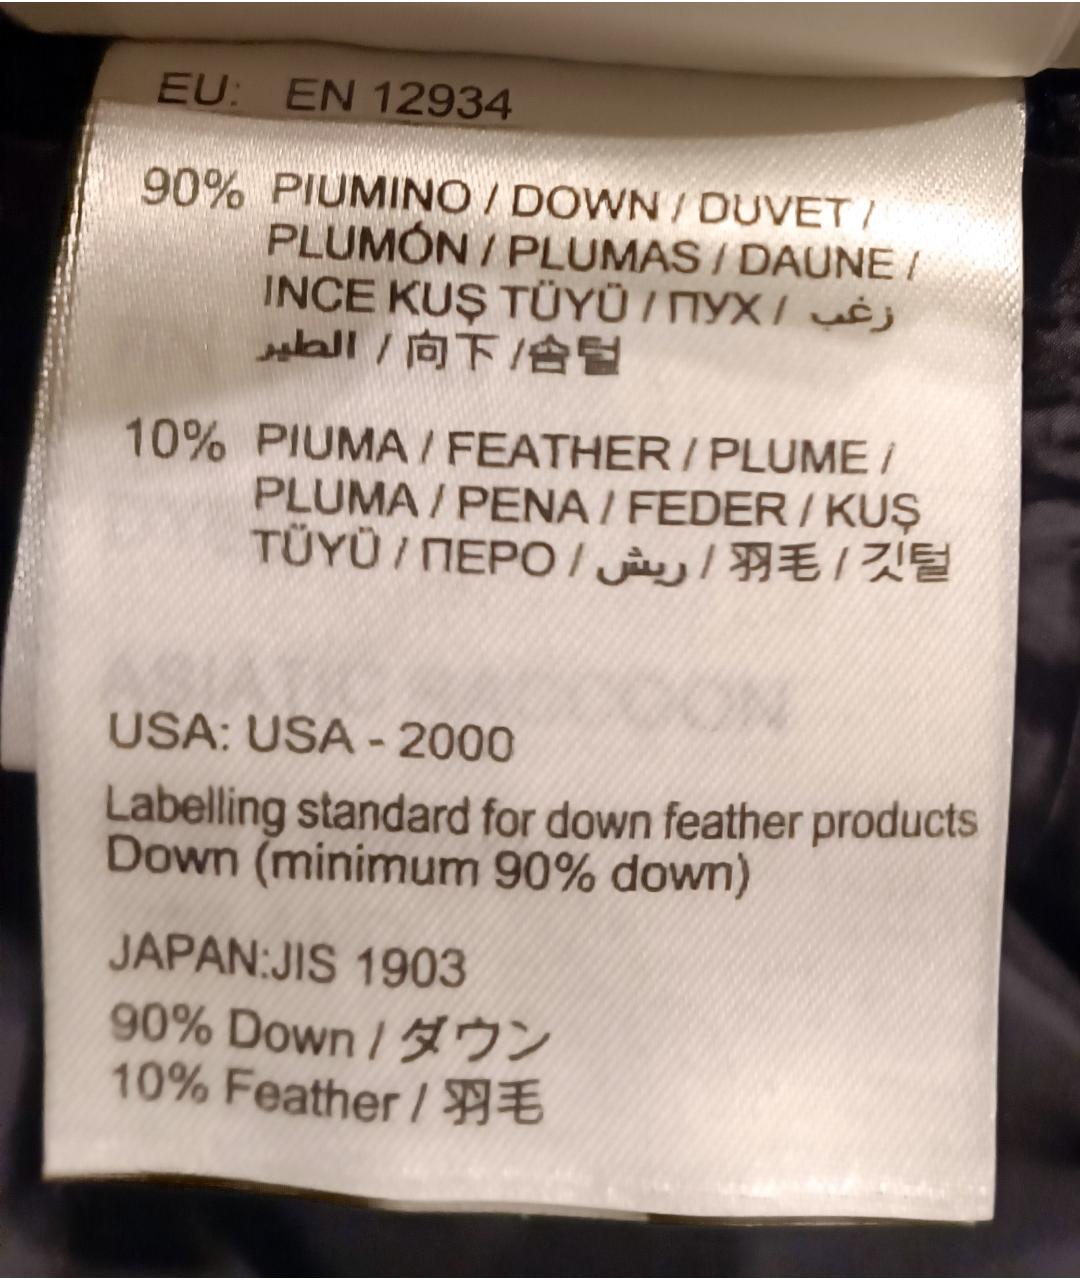 EU: EN 12934
90% PIUMINO / DOWN / DUVET /
PLUMÓN / PLUMAS / DAUNE /
INCE KUŞ TÜYÜ / ПУХ / زغب
الطير / 向下 /솜털
10% PIUMA / FEATHER / PLUME /
PLUMA / PENA / FEDER / KUŞ
TÜYÜ / ПЕРО / ريش / 羽毛 / 깃털
ASIATIC RACCOON
USA: USA - 2000
Labelling standard for down feather products
Down (minimum 90% down)
JAPAN:JIS 1903
90% Down / ダウン
10% Feather / 羽毛